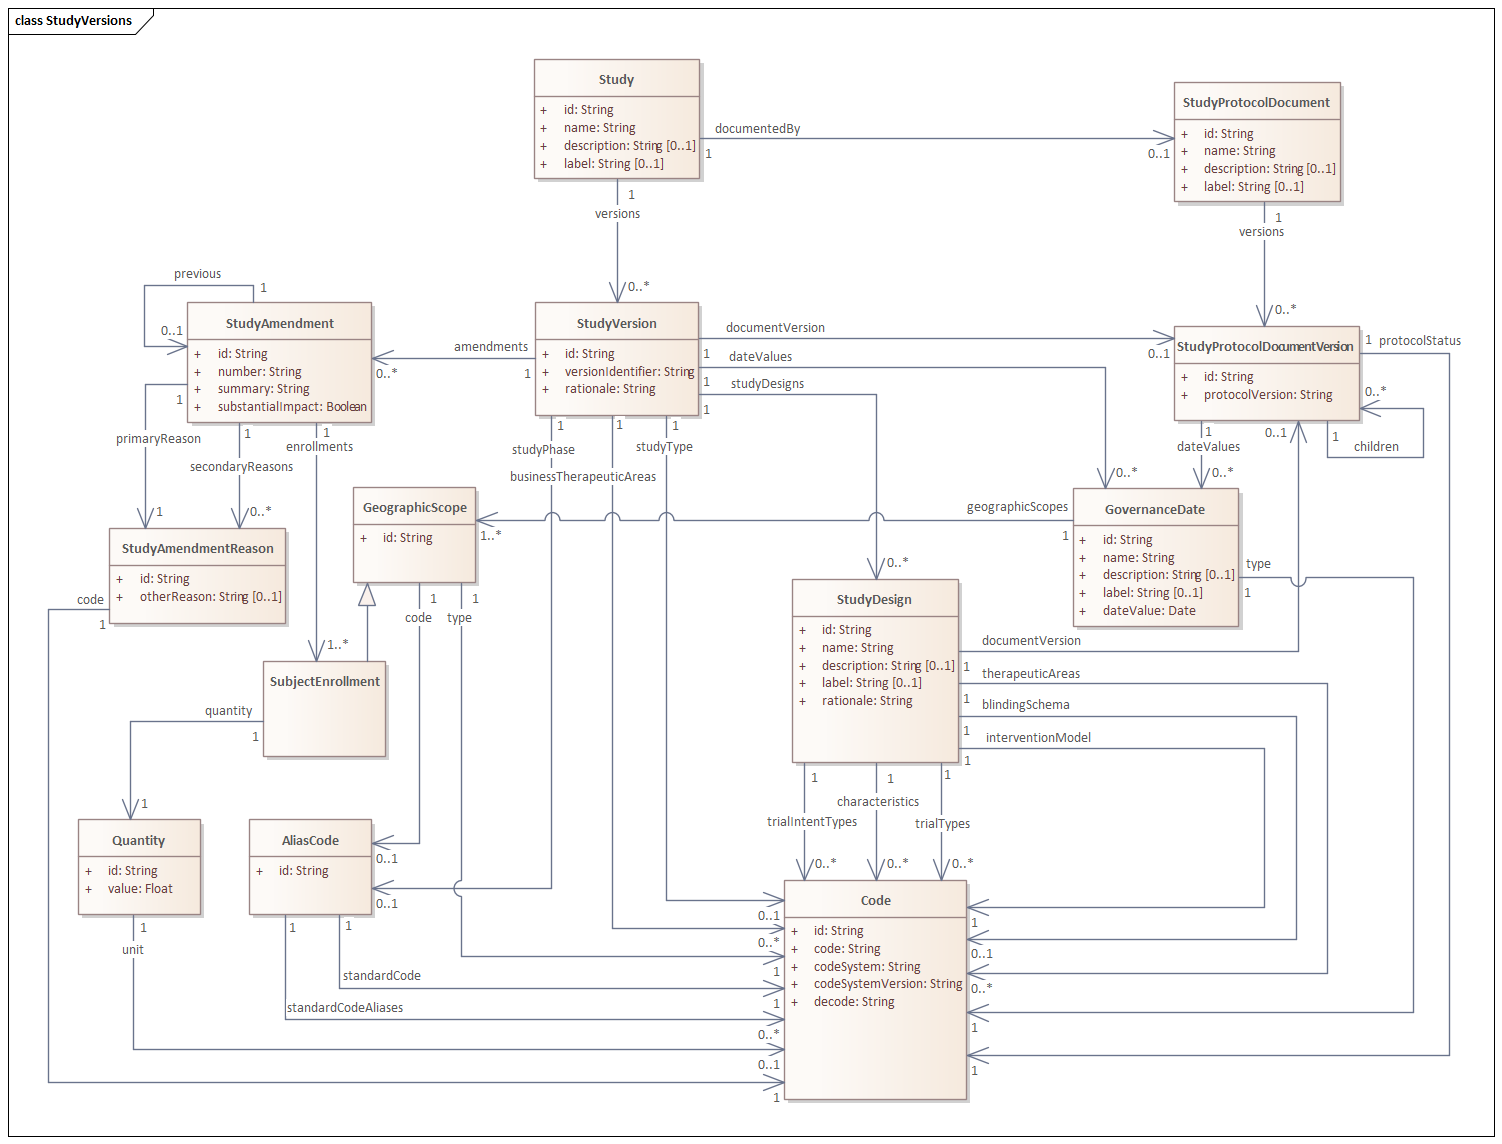 class StudyVersions
Study
+ id: String
+ name: String
+ description: String [0..1]
+ label: String [0..1]
documentedBy
1
0..1
StudyProtocolDocument
+ id: String
+ name: String
+ description: String [0..1]
+ label: String [0..1]
1
versions
0..*
1
versions
0..*
previous
1
0..1
StudyAmendment
+ id: String
+ number: String
+ summary: String
+ substantialImpact: Boolean
amendments
1
0..*
StudyVersion
+ id: String
+ versionIdentifier: String
+ rationale: String
documentVersion
1
0..1
dateValues
1
0..*
studyDesigns
1
0..*
StudyProtocolDocumentVersion
+ id: String
+ protocolVersion: String
1 protocolStatus
0..*
1
children
1
dateValues
0..*
0..1
1
primaryReason
1
1
secondaryReasons
0..*
1
enrollments
1..*
1
studyPhase
1
businessTherapeuticAreas
1
studyType
GeographicScope
+ id: String
geographicScopes
1
1..*
GovernanceDate
+ id: String
+ name: String
+ description: String [0..1]
+ label: String [0..1]
+ dateValue: Date
type
1
StudyAmendmentReason
+ id: String
+ otherReason: String [0..1]
code
1
1
code
1
type
StudyDesign
+ id: String
+ name: String
+ description: String [0..1]
+ label: String [0..1]
+ rationale: String
documentVersion
1
therapeuticAreas
1
blindingSchema
1
interventionModel
1
SubjectEnrollment
quantity
1
1
1
trialIntentTypes
0..*
1
characteristics
0..*
1
trialTypes
0..*
Quantity
+ id: String
+ value: Float
AliasCode
+ id: String
0..1
0..1
1
unit
1
standardCodeAliases
1
standardCode
Code
+ id: String
+ code: String
+ codeSystem: String
+ codeSystemVersion: String
+ decode: String
0..1
0..*
1
1
0..*
0..1
1
1
0..1
0..*
1
1